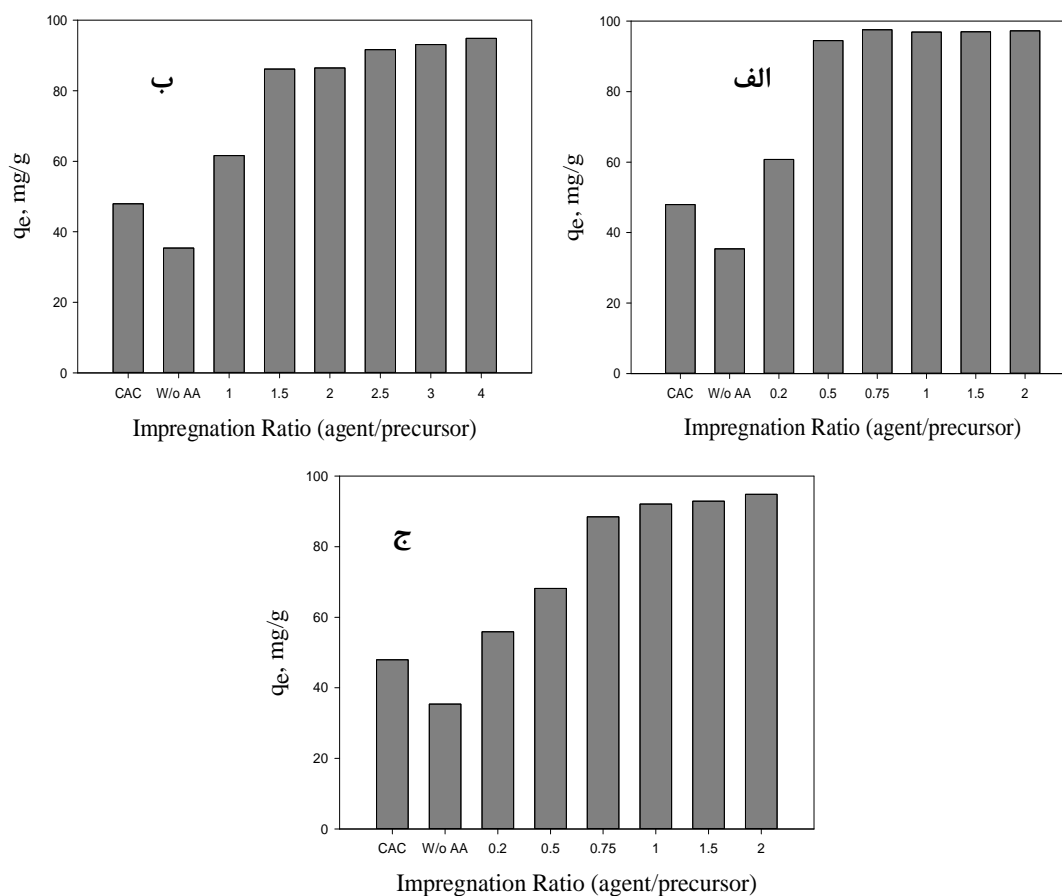 ب
100
80
60
40
20
0
qe, mg/g
CAC W/o AA 1 1.5 2 2.5 3 4
Impregnation Ratio (agent/precursor)
الف
100
80
60
40
20
0
qe, mg/g
CAC W/o AA 0.2 0.5 0.75 1 1.5 2
Impregnation Ratio (agent/precursor)
ج
100
80
60
40
20
0
qe, mg/g
CAC W/o AA 0.2 0.5 0.75 1 1.5 2
Impregnation Ratio (agent/precursor)